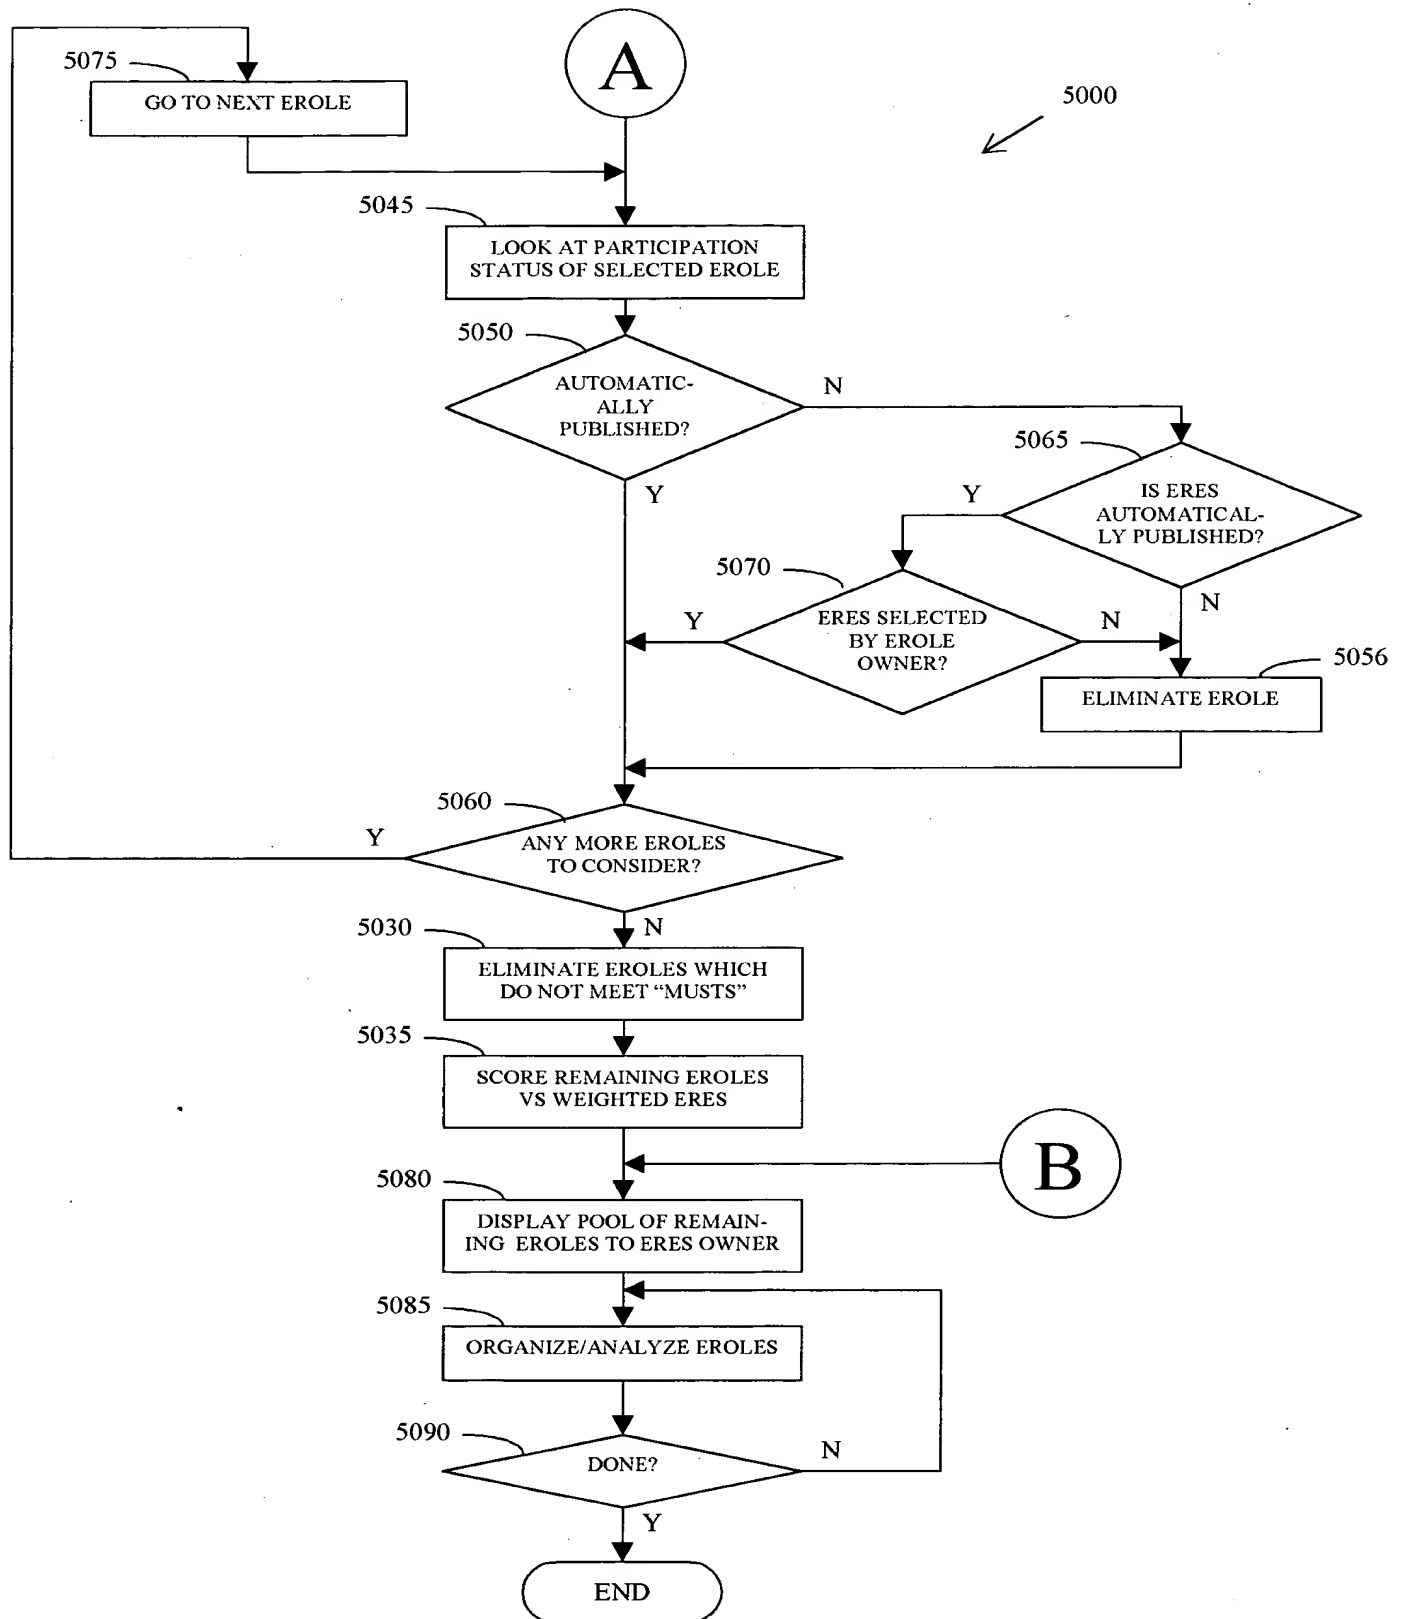 A
5075
GO TO NEXT EROLE
5000
5045
LOOK AT PARTICIPATION
STATUS OF SELECTED EROLE
5050
AUTOMATIC-
ALLY
PUBLISHED?
N
Y
5065
IS ERES
AUTOMATICAL-
LY PUBLISHED?
Y
N
5070
ERES SELECTED
BY EROLE
OWNER?
Y
N
5056
ELIMINATE EROLE
5060
ANY MORE EROLES
TO CONSIDER?
Y
N
5030
ELIMINATE EROLES WHICH
DO NOT MEET “MUSTS”
5035
SCORE REMAINING EROLES
VS WEIGHTED ERES
B
5080
DISPLAY POOL OF REMAIN-
ING EROLES TO ERES OWNER
5085
ORGANIZE/ANALYZE EROLES
5090
DONE?
N
Y
END